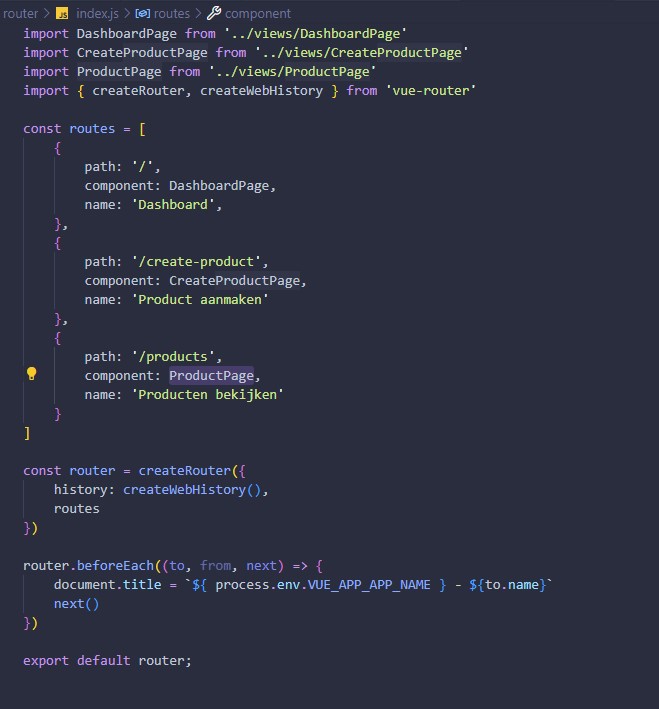 router > JS index.js > routes > component
import DashboardPage from '../views/DashboardPage'
import CreateProductPage from '../views/CreateProductPage'
import ProductPage from '../views/ProductPage'
import { createRouter, createWebHistory } from 'vue-router'
const routes = [
{
path: '/',
component: DashboardPage,
name: 'Dashboard',
},
{
path: '/create-product',
component: CreateProductPage,
name: 'Product aanmaken'
},
{
path: '/products',
component: ProductPage,
name: 'Producten bekijken'
}
]
const router = createRouter({
history: createWebHistory(),
routes
})
router.beforeEach((to, from, next) => {
document.title = `${ process.env.VUE_APP_APP_NAME } - ${to.name}`
next()
})
export default router;